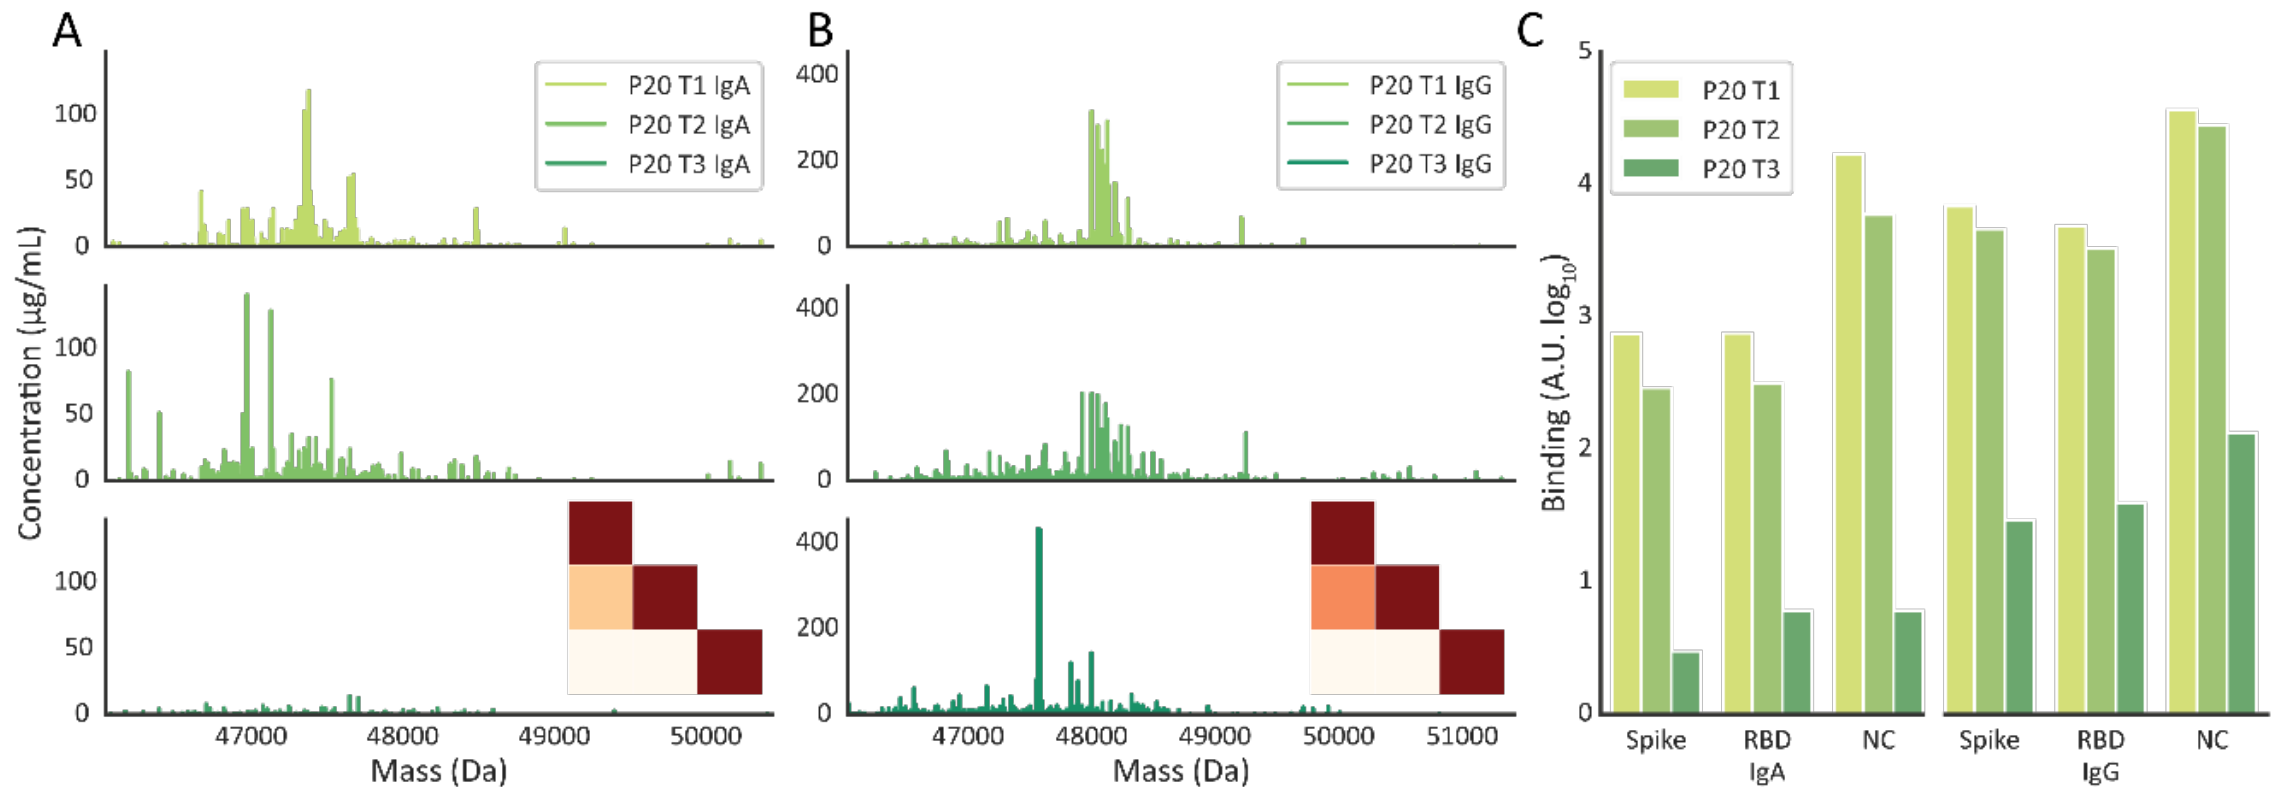 A
B
C
P20 T1 IgA
P20 T2 IgA
P20 T3 IgA
P20 T1 IgG
P20 T2 IgG
P20 T3 IgG
P20 T1
P20 T2
P20 T3
Concentration (µg/mL)
100
50
0
100
50
0
100
50
0
47000 48000 49000 50000
Mass (Da)
400
200
0
400
200
0
400
200
0
47000 48000 49000 50000 51000
Mass (Da)
Binding (A.U. log10)
5
4
3
2
1
0
Spike RBD NC Spike RBD NC
IgA IgG